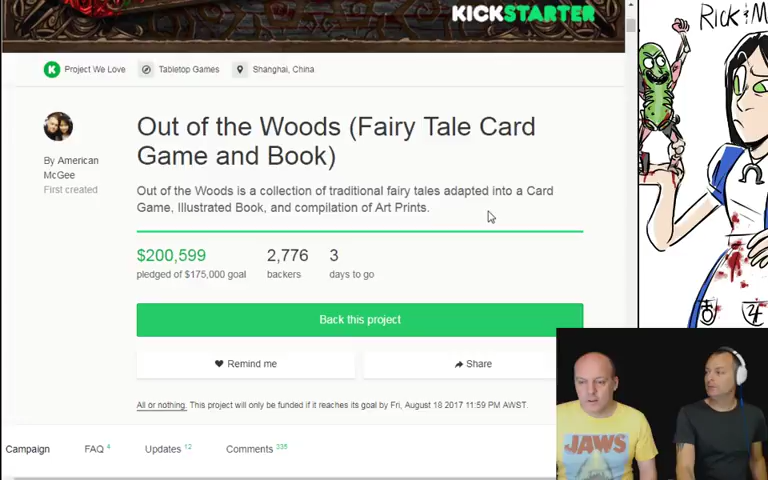 KICKSTARTER
Rick & M
Project We Love
Tabletop Games
Shanghai, China
Out of the Woods (Fairy Tale Card
Game and Book)
By American
McGee
First created
Out of the Woods is a collection of traditional fairy tales adapted into a Card
Game, Illustrated Book, and compilation of Art Prints.
$200,599
pledged of $175,000 goal
2,776
backers
3
days to go
Back this project
Remind me
Share
All or nothing. This project will only be funded if it reaches its goal by Fri, August 18 2017 11:59 PM AWST.
Campaign
FAQ 4
Updates 12
Comments 235
JAWS